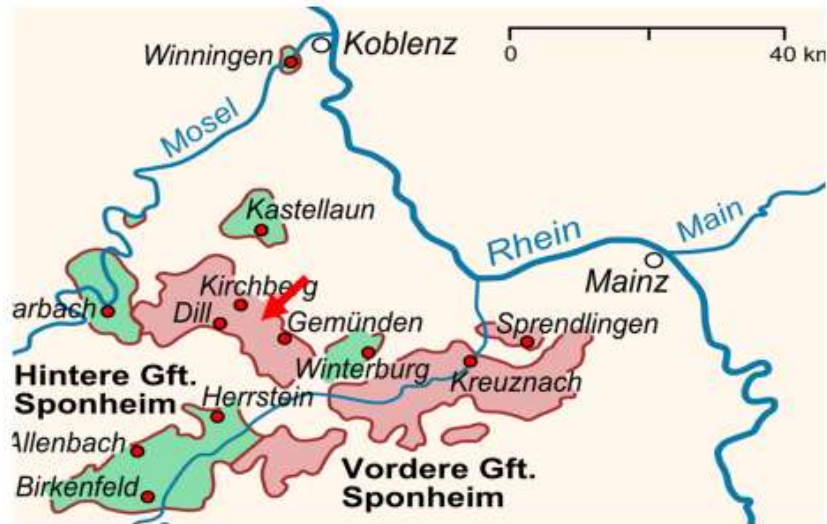 Winningen
Koblenz
0
40 km
Mosel
Kastellaun
Rhein
Main
Mainz
Kirchberg
arbach
Dill
Gemünden
Sprendlingen
Winterburg
Kreuznach
Hintere Gft.
Sponheim
Herrstein
Allenbach
Birkenfeld
Vordere Gft.
Sponheim